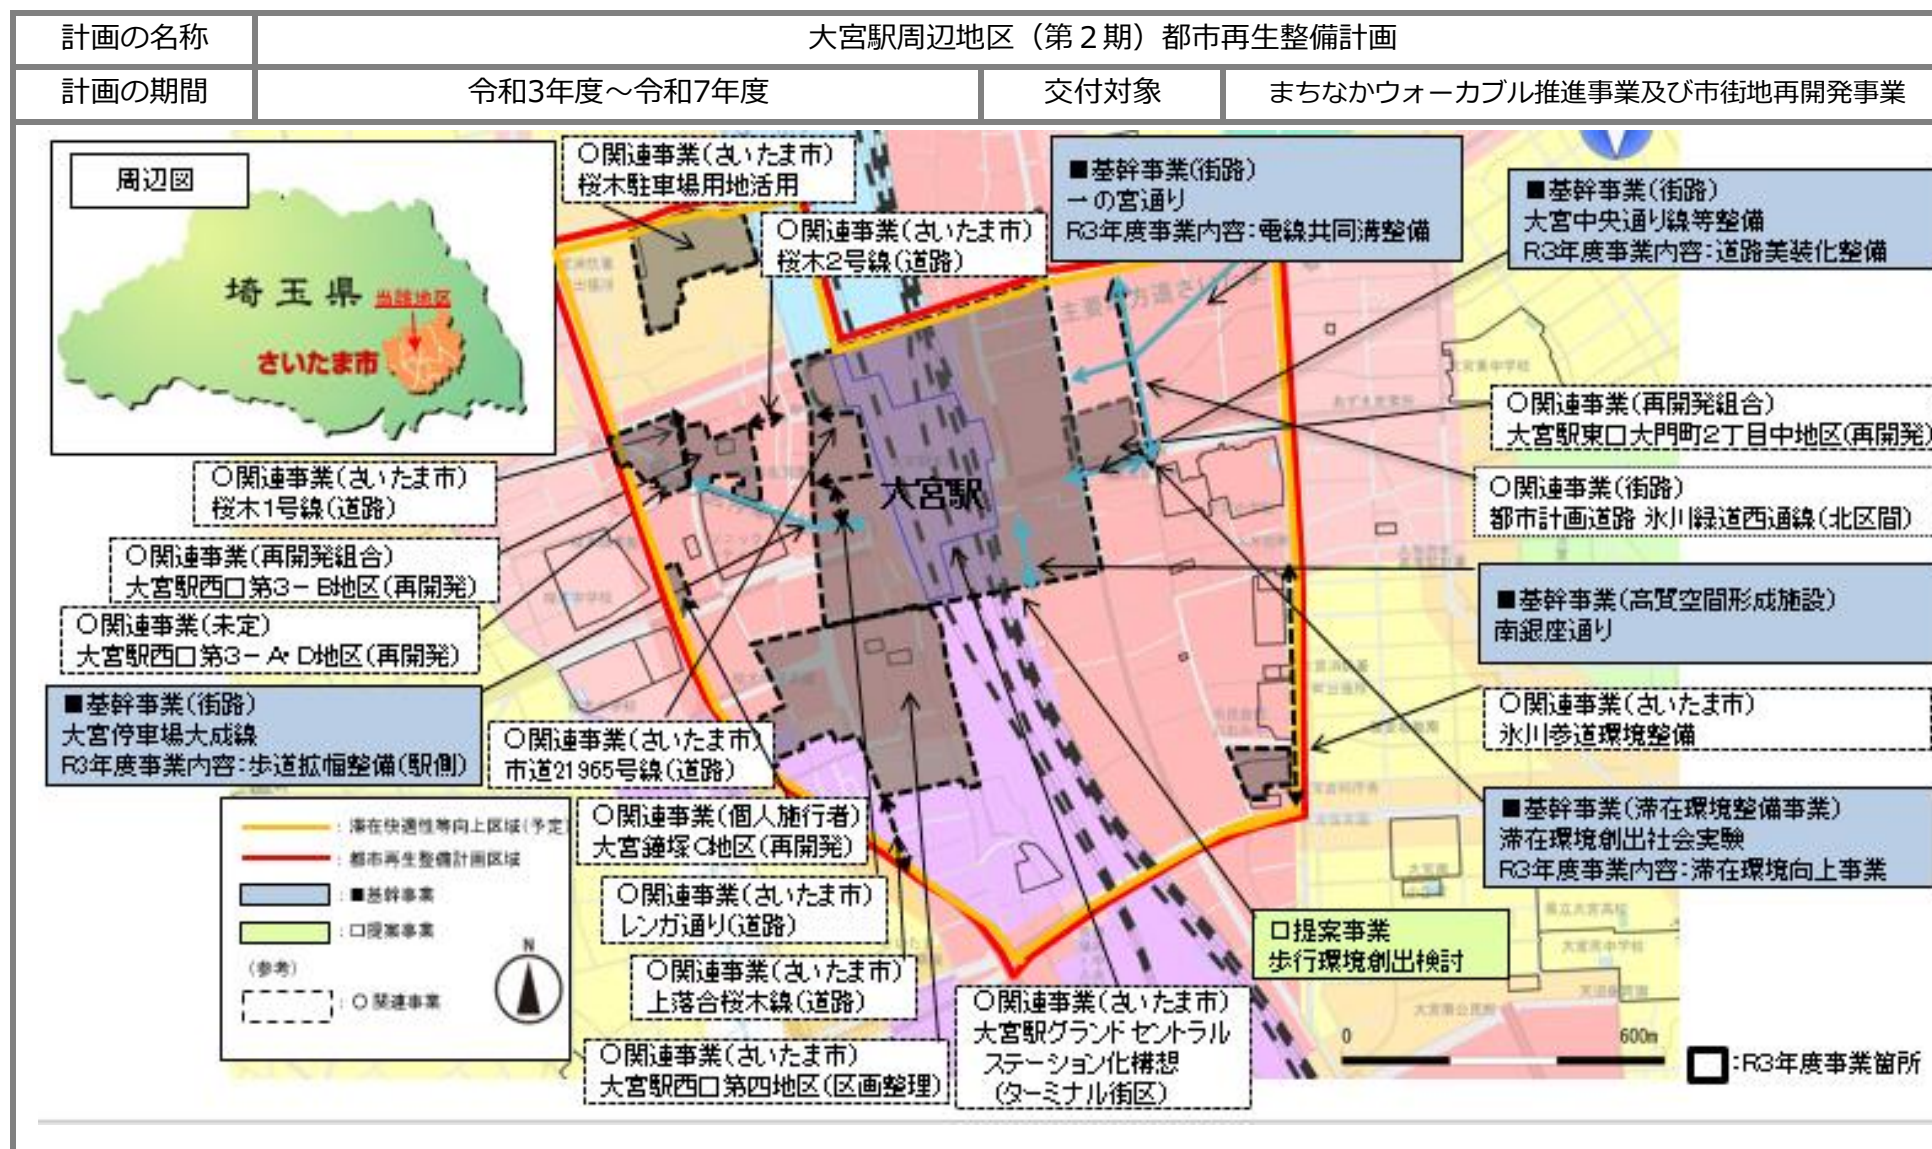 計画の名称
大宮駅周辺地区（第２期）都市再生整備計画
計画の期間
令和3年度～令和7年度
交付対象
まちなかウォーカブル推進事業及び市街地再開発事業
周辺図
埼玉県
当該地区
さいたま市
〇関連事業(さいたま市)
桜木駐車場用地活用
〇関連事業(さいたま市)
桜木2号線(道路)
■基幹事業(街路)
一の宮通り
R3年度事業内容:電線共同溝整備
■基幹事業(街路)
大宮中央通り線等整備
R3年度事業内容:道路美装化整備
〇関連事業(再開発組合)
大宮駅東口大門町2丁目中地区(再開発)
〇関連事業(街路)
都市計画道路 氷川緑道西通線(北区間)
■基幹事業(高質空間形成施設)
南銀座通り
〇関連事業(さいたま市)
氷川参道環境整備
■基幹事業(滞在環境整備事業)
滞在環境創出社会実験
R3年度事業内容:滞在環境向上事業
大宮駅
〇関連事業(さいたま市)
桜木1号線(道路)
〇関連事業(再開発組合)
大宮駅西口第3－B地区(再開発)
〇関連事業(未定)
大宮駅西口第3－A・D地区(再開発)
■基幹事業(街路)
大宮停車場大成線
R3年度事業内容:歩道拡幅整備(駅側)
〇関連事業(さいたま市)
市道21965号線(道路)
〇関連事業(個人施行者)
大宮鐘塚C地区(再開発)
〇関連事業(さいたま市)
レンガ通り(道路)
〇関連事業(さいたま市)
上落合桜木線(道路)
〇関連事業(さいたま市)
大宮駅西口第四地区(区画整理)
〇関連事業(さいたま市)
大宮駅グランドセントラル
ステーション化構想
(ターミナル街区)
□提案事業
歩行環境創出検討
:滞在快適性等向上区域(予定)
:都市再生整備計画区域
:■基幹事業
:□提案事業
(参考)
:〇関連事業
N
0
600m
:R3年度事業箇所